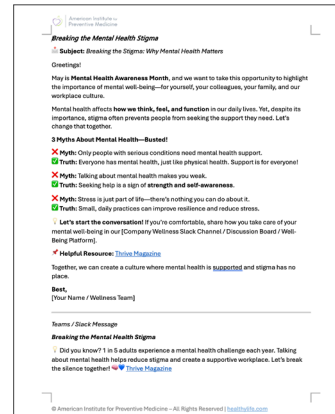 American Institute for
Preventive Medicine
Breaking the Mental Health Stigma
📩 Subject: Breaking the Stigma: Why Mental Health Matters
Greetings!
May is Mental Health Awareness Month, and we want to take this opportunity to highlight
the importance of mental well-being—for yourself, your colleagues, your family, and our
workplace culture.
Mental health affects how we think, feel, and function in our daily lives. Yet, despite its
importance, stigma often prevents people from seeking the support they need. Let's
change that together.
3 Myths About Mental Health—Busted!
❌ Myth: Only people with serious conditions need mental health support.
✅ Truth: Everyone has mental health, just like physical health. Support is for everyone!
❌ Myth: Talking about mental health makes you weak.
✅ Truth: Seeking help is a sign of strength and self-awareness.
❌ Myth: Stress is just part of life—there's nothing you can do about it.
✅ Truth: Small, daily practices can improve resilience and reduce stress.
💡 Let's start the conversation! If you're comfortable, share how you take care of your
mental well-being in our [Company Wellness Slack Channel / Discussion Board / Well-
Being Platform].
📌 Helpful Resource: Thrive Magazine
Together, we can create a culture where mental health is supported and stigma has no
place.
Best,
[Your Name / Wellness Team]
Teams / Slack Message
Breaking the Mental Health Stigma
💡 Did you know? 1 in 5 adults experience a mental health challenge each year. Talking
about mental health helps reduce stigma and create a supportive workplace. Let's break
the silence together! 🧠💙 Thrive Magazine
© American Institute for Preventive Medicine – All Rights Reserved | healthylife.com